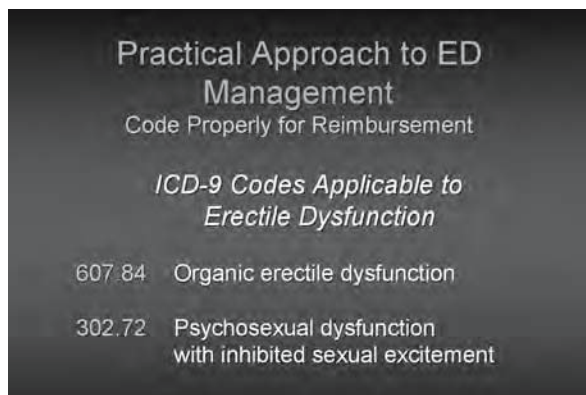 Practical Approach to ED
Management
Code Properly for Reimbursement
ICD-9 Codes Applicable to
Erectile Dysfunction
607.84 Organic erectile dysfunction
302.72 Psychosexual dysfunction
with inhibited sexual excitement